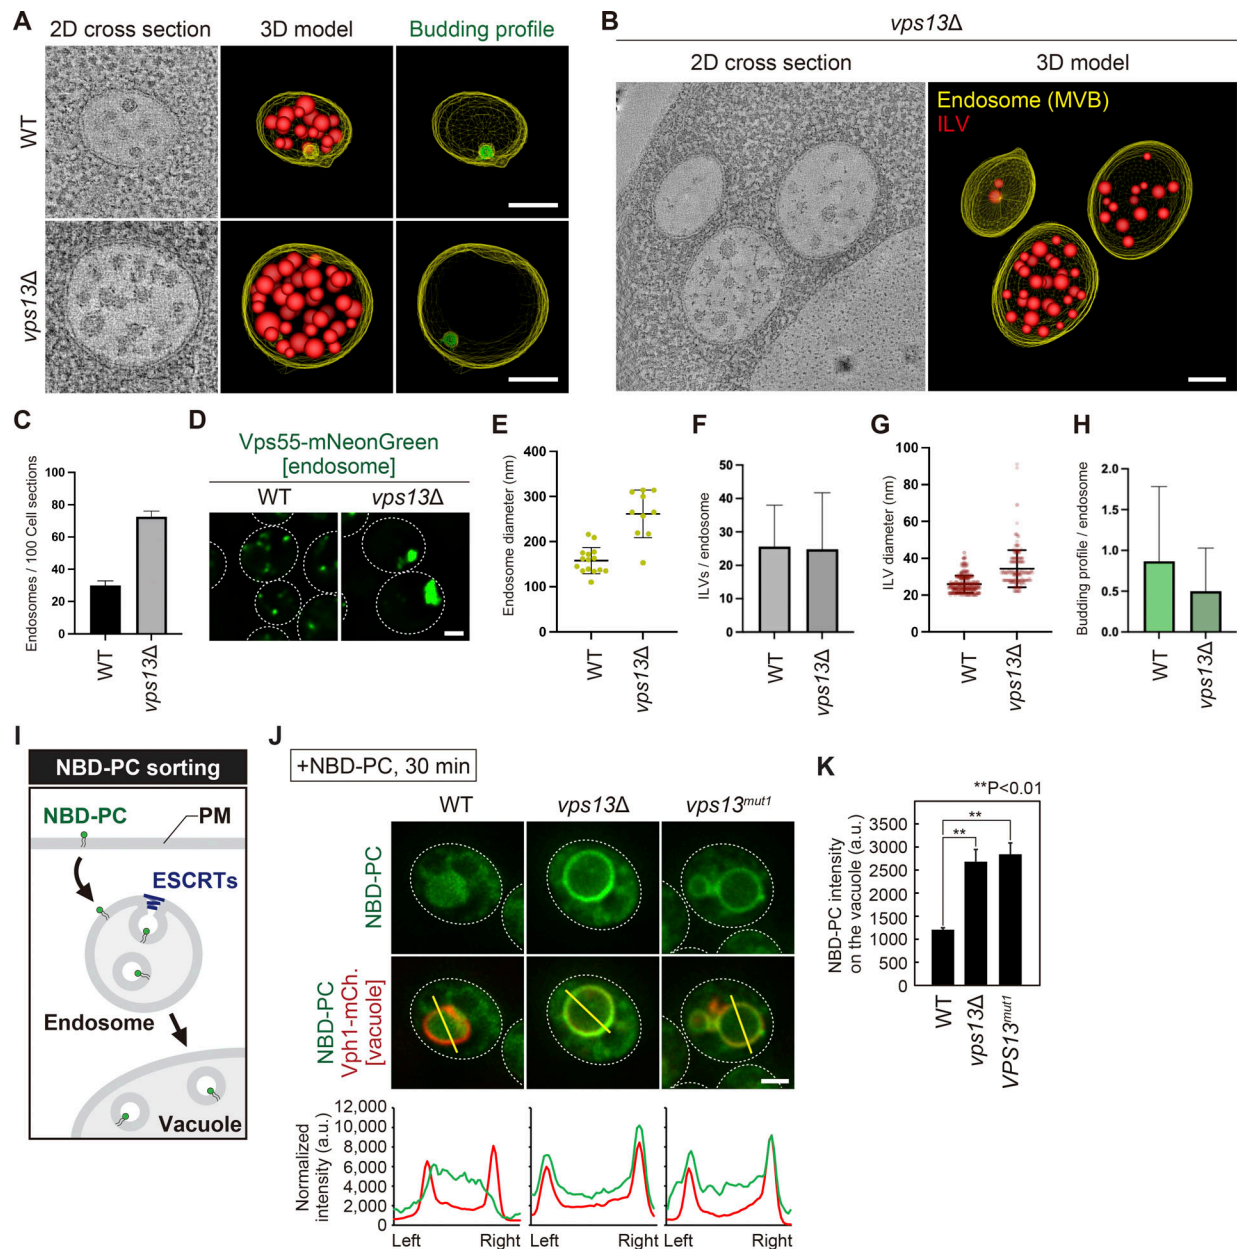 A
2D cross section
3D model
Budding profile
WT
vps13Δ
B
vps13Δ
2D cross section
3D model
Endosome (MVB)
ILV
C
Endosomes / 100 Cell sections
100
80
60
40
20
0
WT
vps13Δ
D
Vps55-mNeonGreen
[endosome]
WT
vps13Δ
E
Endosome diameter (nm)
400
300
200
100
0
WT
vps13Δ
F
ILVs / endosome
50
40
30
20
10
0
WT
vps13Δ
G
ILV diameter (nm)
100
80
60
40
20
0
WT
vps13Δ
H
Budding profile / endosome
2.0
1.5
1.0
0.5
0.0
WT
vps13Δ
I
NBD-PC sorting
NBD-PC
PM
ESCRTs
Endosome
Vacuole
J
+NBD-PC, 30 min
WT
vps13Δ
vps13mut1
NBD-PC
NBD-PC
Vph1-mCh.
[vacuole]
Normalized
intensity (a.u.)
12,000
10,000
8,000
6,000
4,000
2,000
0
Left
Right
Left
Right
Left
Right
K
**P<0.01
NBD-PC intensity
on the vacuole (a.u.)
3500
3000
2500
2000
1500
1000
500
0
**
**
WT
vps13Δ
VPS13mut1